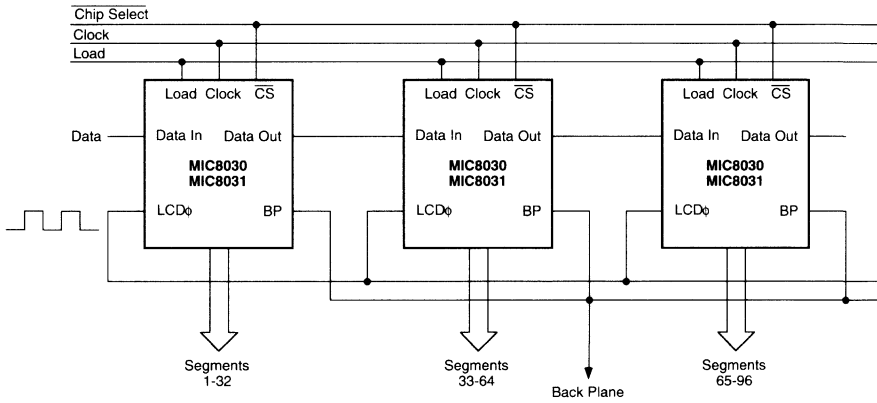 Chip Select
Clock
Load
Load Clock CS
Load Clock CS
Load Clock CS
Data
Data In Data Out
Data In Data Out
Data In Data Out
MIC8030
MIC8031
MIC8030
MIC8031
MIC8030
MIC8031
LCDϕ BP
LCDϕ BP
LCDϕ BP
Segments
1-32
Segments
33-64
Segments
65-96
Back Plane